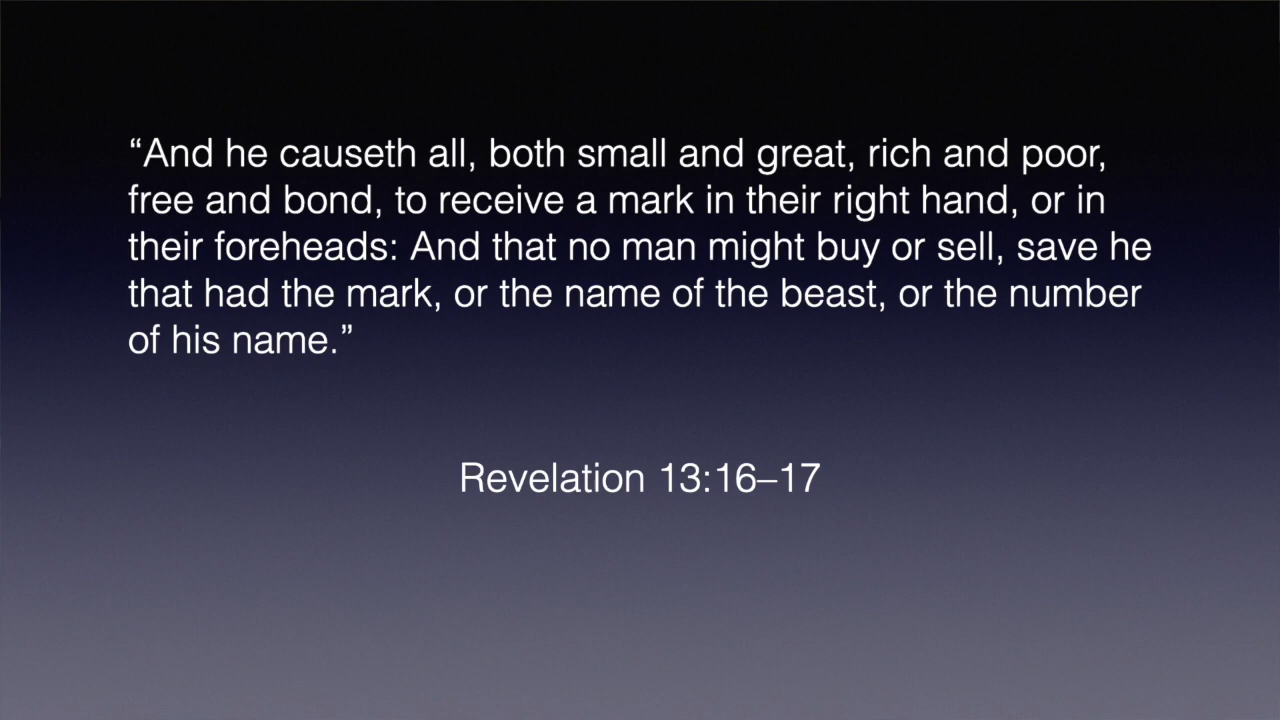 “And he causeth all, both small and great, rich and poor,
free and bond, to receive a mark in their right hand, or in
their foreheads: And that no man might buy or sell, save he
that had the mark, or the name of the beast, or the number
of his name.”
Revelation 13:16–17